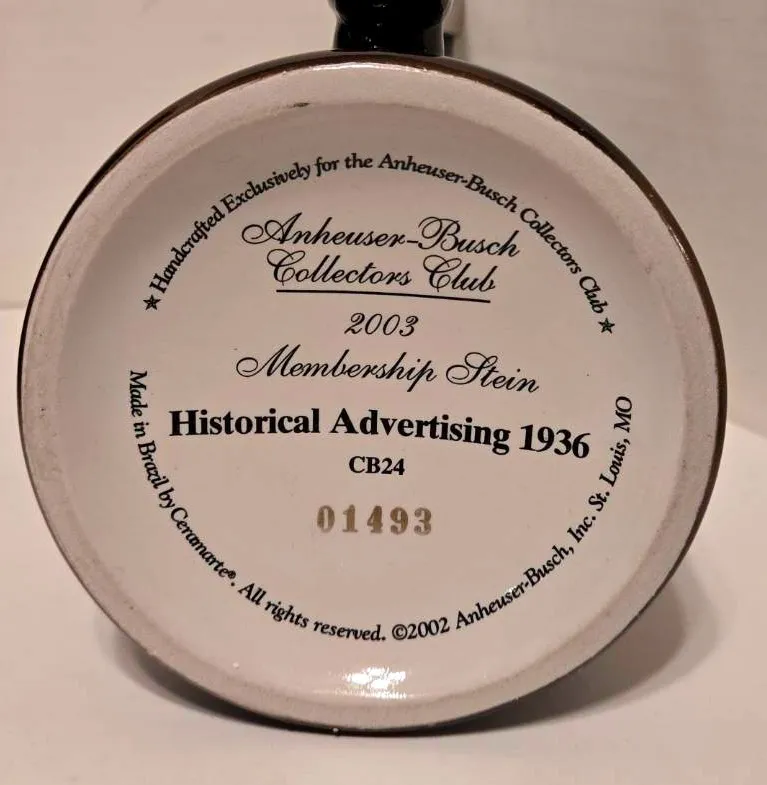 ★ Handcrafted Exclusively for the Anheuser-Busch Collectors Club ★
Anheuser-Busch
Collectors Club
2003
Membership Stein
Historical Advertising 1936
CB24
01493
Made in Brazil by Ceramarte®. All rights reserved. ©2002 Anheuser-Busch, Inc. St. Louis, MO